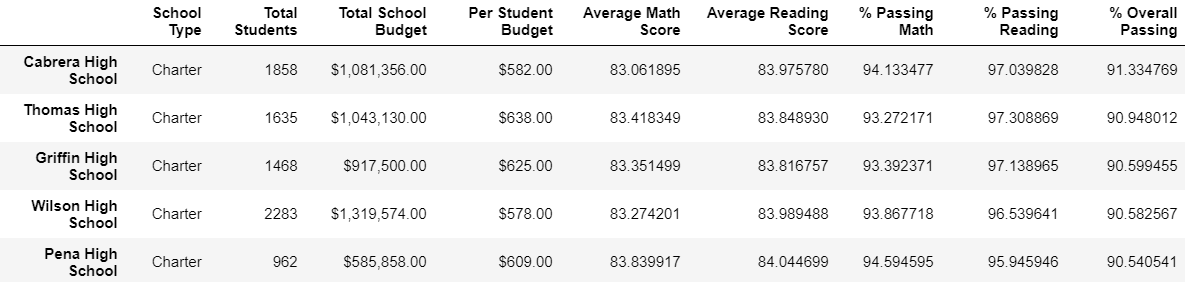 School Type Total Students Total School Budget Per Student Budget Average Math Score Average Reading Score % Passing Math % Passing Reading % Overall Passing
Cabrera High School Charter 1858 $1,081,356.00 $582.00 83.061895 83.975780 94.133477 97.039828 91.334769
Thomas High School Charter 1635 $1,043,130.00 $638.00 83.418349 83.848930 93.272171 97.308869 90.948012
Griffin High School Charter 1468 $917,500.00 $625.00 83.351499 83.816757 93.392371 97.138965 90.599455
Wilson High School Charter 2283 $1,319,574.00 $578.00 83.274201 83.989488 93.867718 96.539641 90.582567
Pena High School Charter 962 $585,858.00 $609.00 83.839917 84.044699 94.594595 95.945946 90.540541